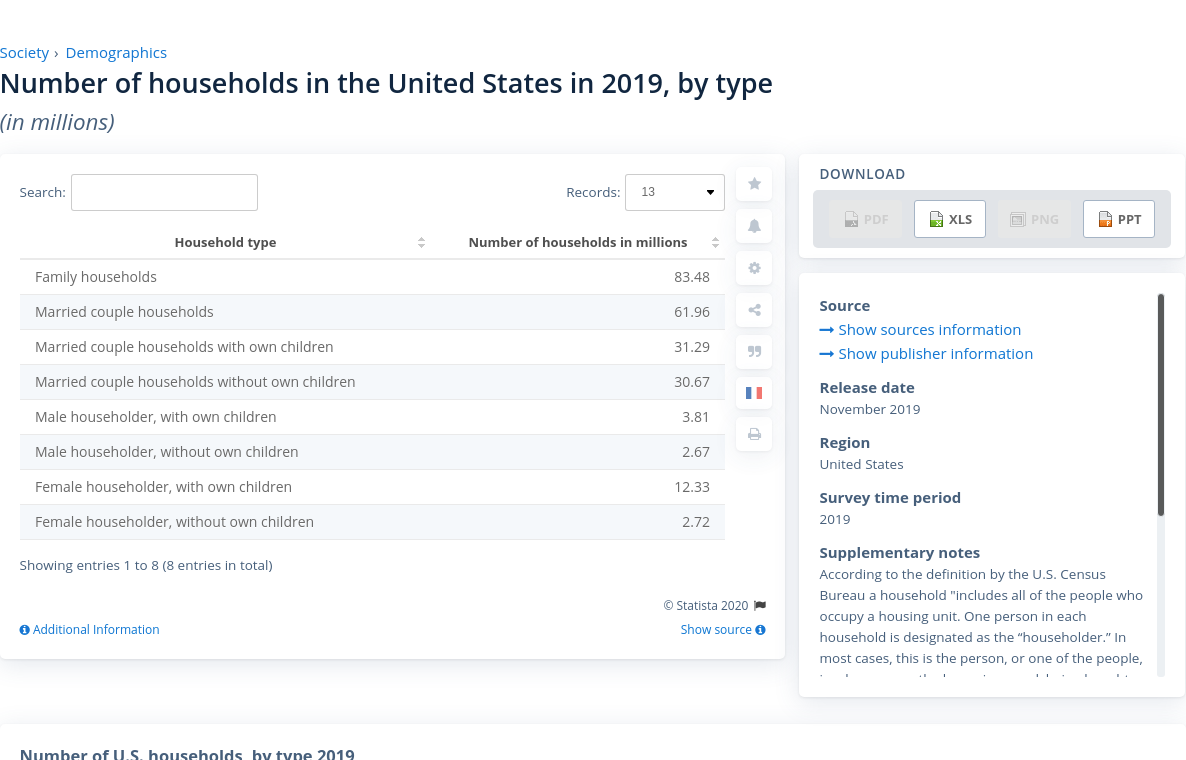 Society › Demographics
Number of households in the United States in 2019, by type
(in millions)
Search:
Records: 13
Household type Number of households in millions
Family households 83.48
Married couple households 61.96
Married couple households with own children 31.29
Married couple households without own children 30.67
Male householder, with own children 3.81
Male householder, without own children 2.67
Female householder, with own children 12.33
Female householder, without own children 2.72
Showing entries 1 to 8 (8 entries in total)
© Statista 2020
Additional Information Show source
DOWNLOAD
PDF XLS PNG PPT
Source
Show sources information
Show publisher information
Release date
November 2019
Region
United States
Survey time period
2019
Supplementary notes
According to the definition by the U.S. Census
Bureau a household "includes all of the people who
occupy a housing unit. One person in each
household is designated as the “householder.” In
most cases, this is the person, or one of the people,
Number of U.S. households, by type 2019